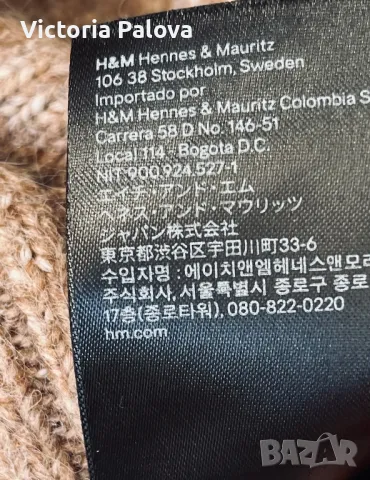 Victoria Palova
H&M Hennes & Mauritz
106 38 Stockholm, Sweden
Importado por
H&M Hennes & Mauritz Colombia S
Carrera 58 D No. 146-51
Local 114 - Bogota D.C.
NIT 900 924 527-1
エイチ・アンド・エム
ヘネス・アンド・マウリッツ
ジャパン株式会社
東京都渋谷区宇田川町33-6
수입자명 : 에이치앤엠헤네스앤모리
주식회사, 서울특별시 종로구 종로
17층(종로타워), 080-822-0220
hm.com
BAZAR